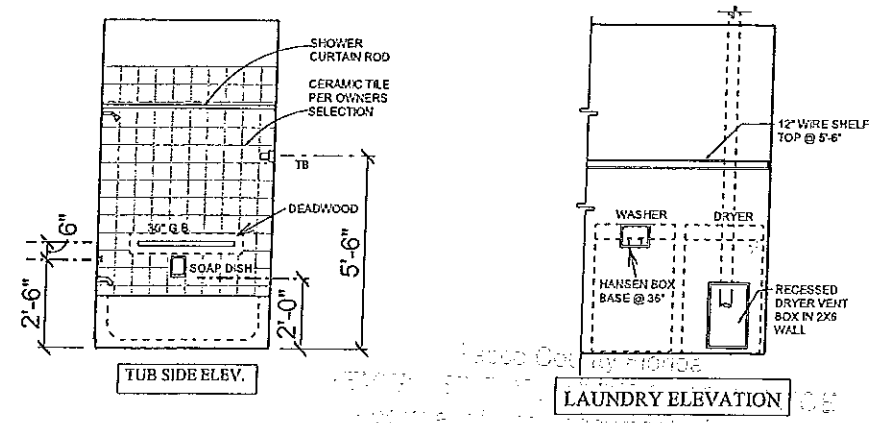 SHOWER
CURTAIN ROD
CERAMIC TILE
PER OWNERS
SELECTION
TB
DEADWOOD
30" G.B.
SOAP DISH
6"
2'-6"
2'-0"
5'-6"
TUB SIDE ELEV.
12" WIRE SHELF
TOP @ 5'-6"
WASHER
DRYER
HANSEN BOX
BASE @ 36"
RECESSED
DRYER VENT
BOX IN 2X6
WALL
LAUNDRY ELEVATION
Florida